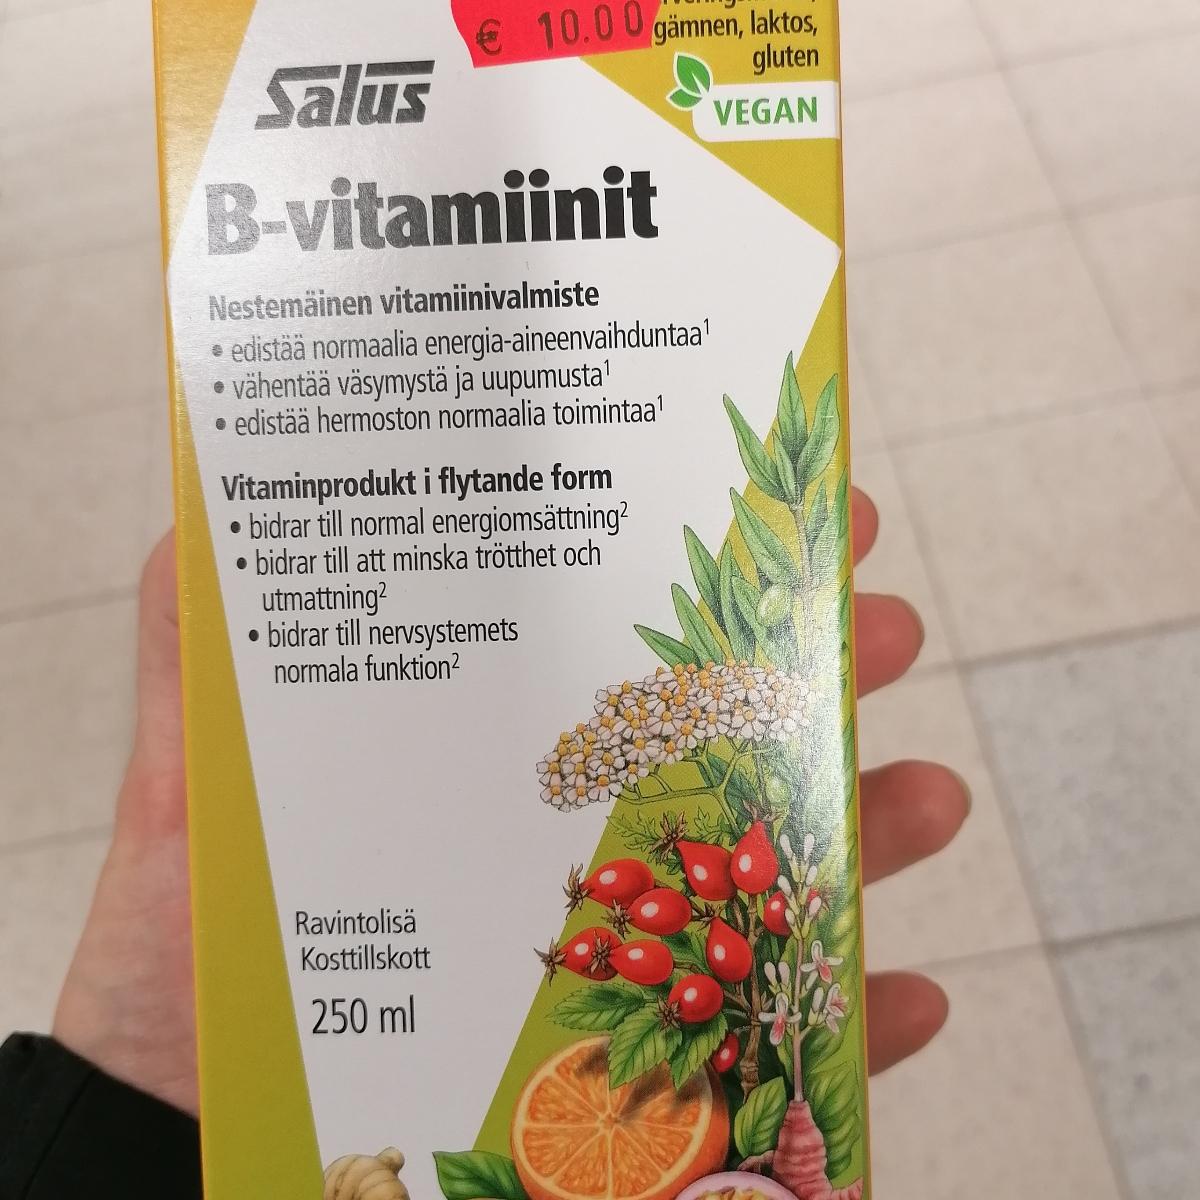 € 10.00
gämnen, laktos,
gluten
VEGAN
Salus
B-vitamiinit
Nestemäinen vitamiinivalmiste
• edistää normaalia energia-aineenvaihduntaa¹
• vähentää väsymystä ja uupumusta¹
• edistää hermoston normaalia toimintaa¹
Vitaminprodukt i flytande form
• bidrar till normal energiomsättning²
• bidrar till att minska trötthet och
utmattning²
• bidrar till nervsystemets
normala funktion²
Ravintolisä
Kosttillskott
250 ml